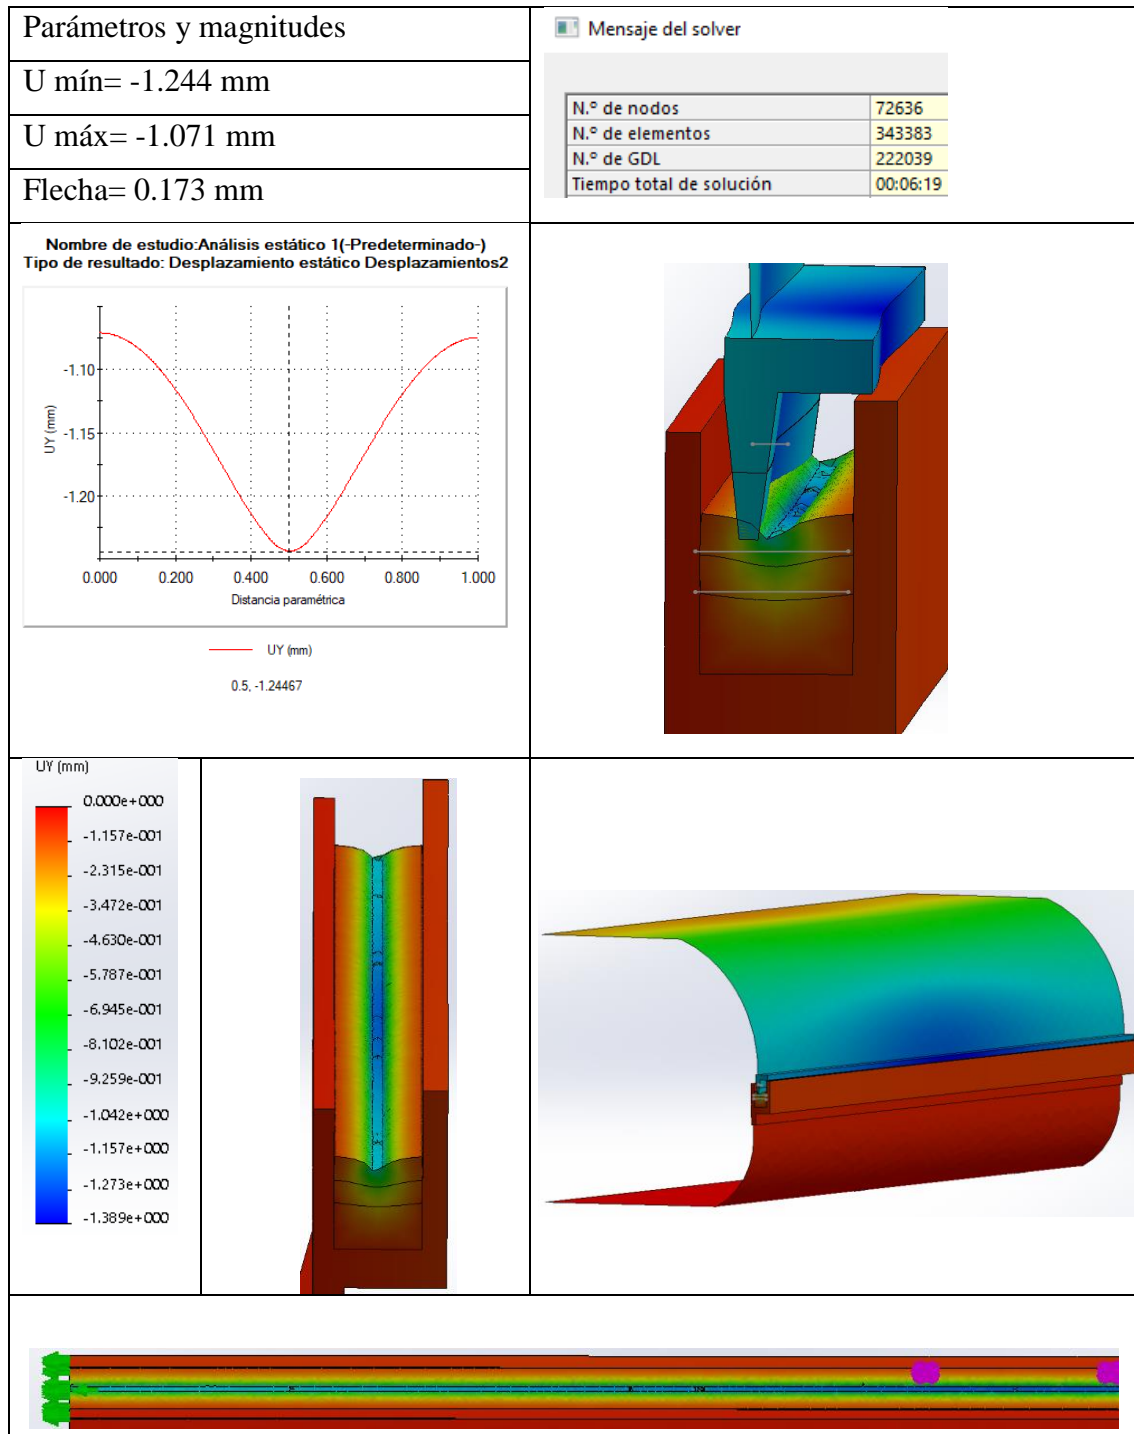 Parámetros y magnitudes
U mín= -1.244 mm
U máx= -1.071 mm
Flecha= 0.173 mm
Mensaje del solver
N.º de nodos 72636
N.º de elementos 343383
N.º de GDL 222039
Tiempo total de solución 00:06:19
Nombre de estudio:Análisis estático 1(-Predeterminado-)
Tipo de resultado: Desplazamiento estático Desplazamientos2
UY (mm)
-1.10
-1.15
-1.20
0.000 0.200 0.400 0.600 0.800 1.000
Distancia paramétrica
UY (mm)
0.5, -1.24467
UY (mm)
0.000e+000
-1.157e-001
-2.315e-001
-3.472e-001
-4.630e-001
-5.787e-001
-6.945e-001
-8.102e-001
-9.259e-001
-1.042e+000
-1.157e+000
-1.273e+000
-1.389e+000